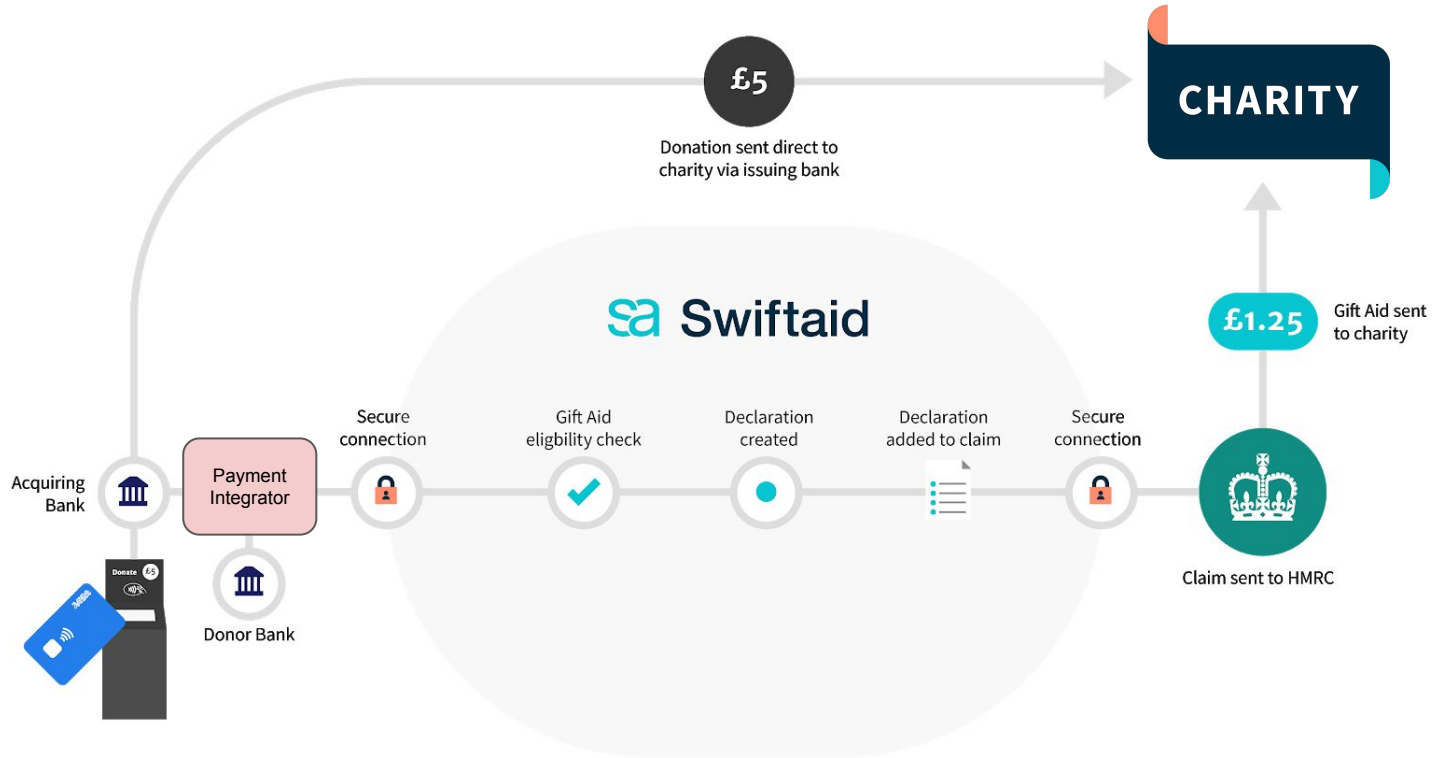 £5
Donation sent direct to
charity via issuing bank
CHARITY
sa Swiftaid
£1.25
Gift Aid sent
to charity
Secure
connection
Gift Aid
eligbility check
Declaration
created
Declaration
added to claim
Secure
connection
Acquiring
Bank
Payment
Integrator
Donate £5
Donor Bank
Claim sent to HMRC